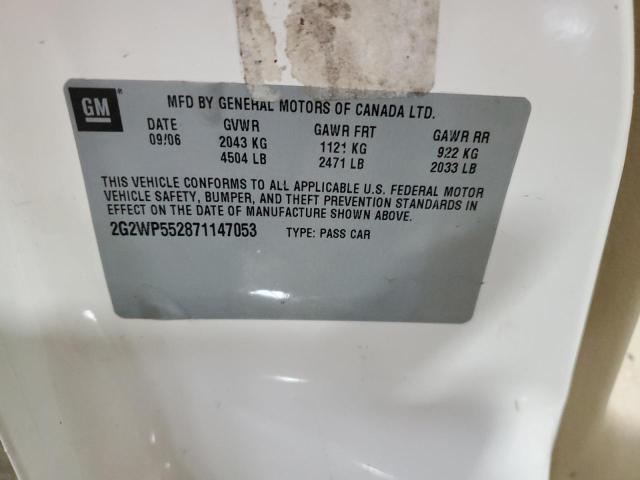 GM
®
MFD BY GENERAL MOTORS OF CANADA LTD.
DATE GVWR GAWR FRT GAWR RR
09/06 2043 KG 1121 KG 922 KG
4504 LB 2471 LB 2033 LB
THIS VEHICLE CONFORMS TO ALL APPLICABLE U.S. FEDERAL MOTOR
VEHICLE SAFETY, BUMPER, AND THEFT PREVENTION STANDARDS IN
EFFECT ON THE DATE OF MANUFACTURE SHOWN ABOVE.
2G2WP552871147053 TYPE: PASS CAR